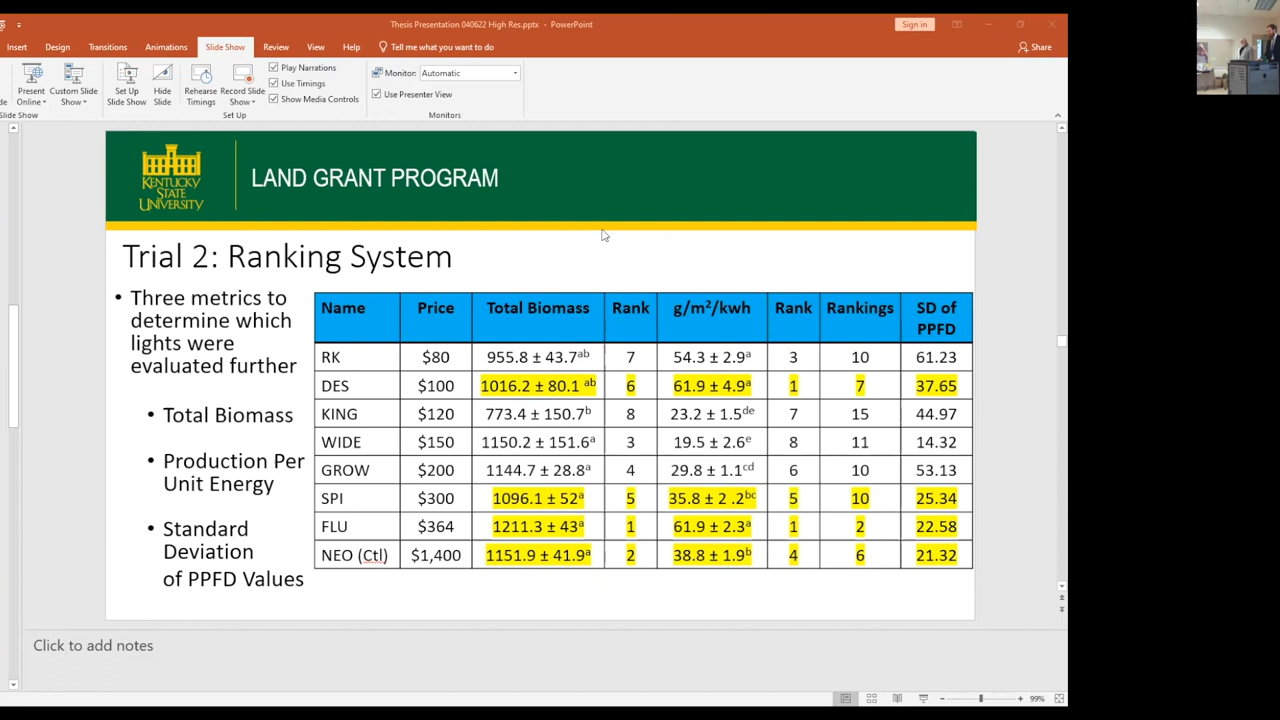 Thesis Presentation 040622 High Res.pptx - PowerPoint
Sign in
Insert Design Transitions Animations Slide Show Review View Help Tell me what you want to do
Share
Present Online
Custom Slide Show
Set Up Slide Show
Hide Slide
Rehearse Timings
Record Slide Show
Play Narrations
Use Timings
Show Media Controls
Monitor: Automatic
Use Presenter View
Slide Show
Set Up
Monitors
KENTUCKY
STATE
UNIVERSITY
LAND GRANT PROGRAM
Trial 2: Ranking System
• Three metrics to
determine which
lights were
evaluated further
• Total Biomass
• Production Per
Unit Energy
• Standard
Deviation
of PPFD Values
Name Price Total Biomass Rank g/m²/kwh Rank Rankings SD of PPFD
RK $80 955.8 ± 43.7ab 7 54.3 ± 2.9a 3 10 61.23
DES $100 1016.2 ± 80.1 ab 6 61.9 ± 4.9a 1 7 37.65
KING $120 773.4 ± 150.7b 8 23.2 ± 1.5de 7 15 44.97
WIDE $150 1150.2 ± 151.6a 3 19.5 ± 2.6e 8 11 14.32
GROW $200 1144.7 ± 28.8a 4 29.8 ± 1.1cd 6 10 53.13
SPI $300 1096.1 ± 52a 5 35.8 ± 2 .2bc 5 10 25.34
FLU $364 1211.3 ± 43a 1 61.9 ± 2.3a 1 2 22.58
NEO (Ctl) $1,400 1151.9 ± 41.9a 2 38.8 ± 1.9b 4 6 21.32
Click to add notes
99%